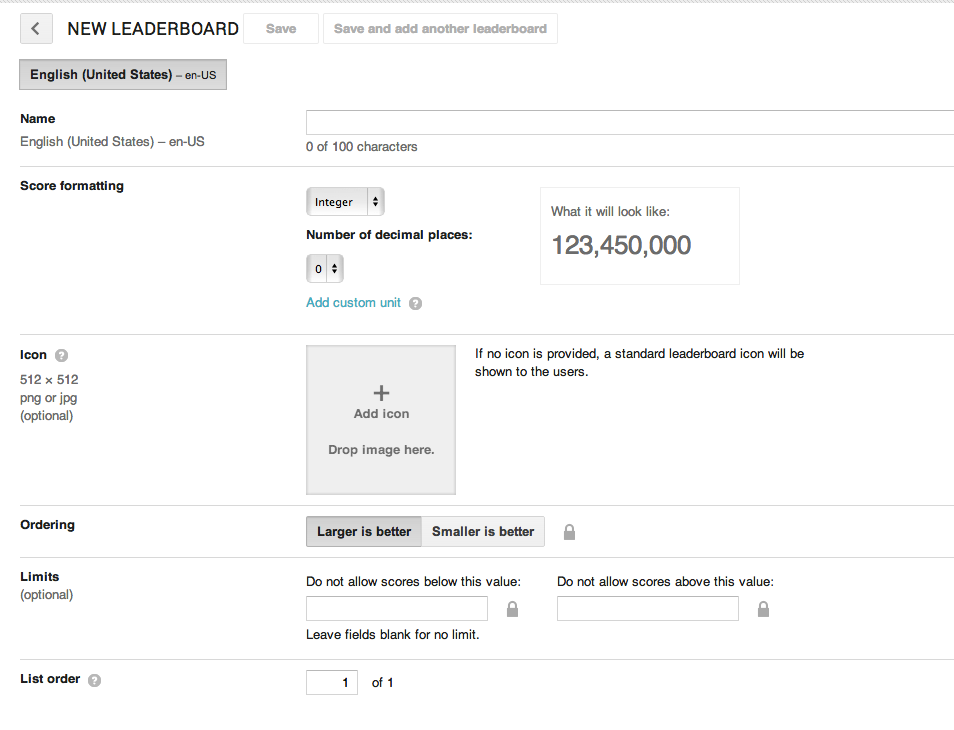 NEW LEADERBOARD Save Save and add another leaderboard
English (United States) – en-US
Name
English (United States) – en-US
0 of 100 characters
Score formatting
Integer
Number of decimal places:
0
Add custom unit ?
What it will look like:
123,450,000
Icon ?
512 × 512
png or jpg
(optional)
+
Add icon
Drop image here.
If no icon is provided, a standard leaderboard icon will be
shown to the users.
Ordering
Larger is better Smaller is better
Limits
(optional)
Do not allow scores below this value: Do not allow scores above this value:
Leave fields blank for no limit.
List order ?
1 of 1